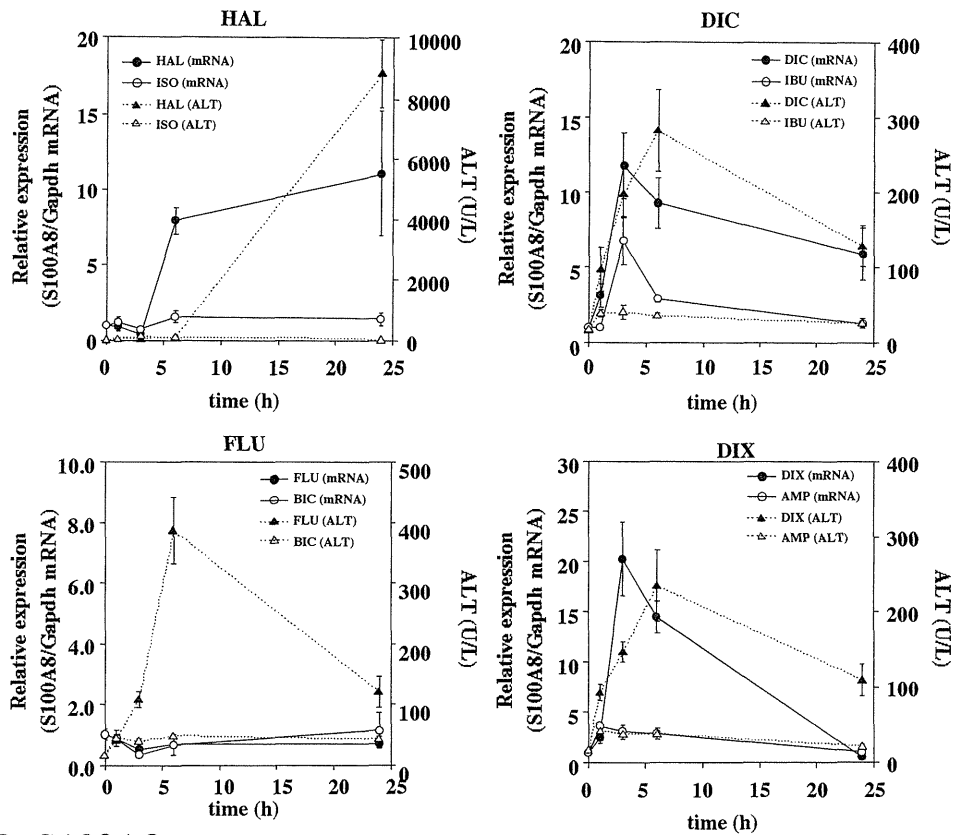 HAL
Relative expression
(S100A8/Gapdh mRNA)
20
15
10
5
0
HAL (mRNA)
ISO (mRNA)
HAL (ALT)
ISO (ALT)
10000
8000
6000
4000
2000
0
ALT (U/L)
0 5 10 15 20 25
time (h)
DIC
Relative expression
(S100A8/Gapdh mRNA)
20
15
10
5
0
DIC (mRNA)
IBU (mRNA)
DIC (ALT)
IBU (ALT)
400
300
200
100
0
ALT (U/L)
0 5 10 15 20 25
time (h)
FLU
Relative expression
(S100A8/Gapdh mRNA)
10.0
8.0
6.0
4.0
2.0
0.0
FLU (mRNA)
BIC (mRNA)
FLU (ALT)
BIC (ALT)
500
400
300
200
100
0
ALT (U/L)
0 5 10 15 20 25
time (h)
DIX
Relative expression
(S100A8/Gapdh mRNA)
30
25
20
15
10
5
0
DIX (mRNA)
AMP (mRNA)
DIX (ALT)
AMP (ALT)
400
300
200
100
0
ALT (U/L)
0 5 10 15 20 25
time (h)